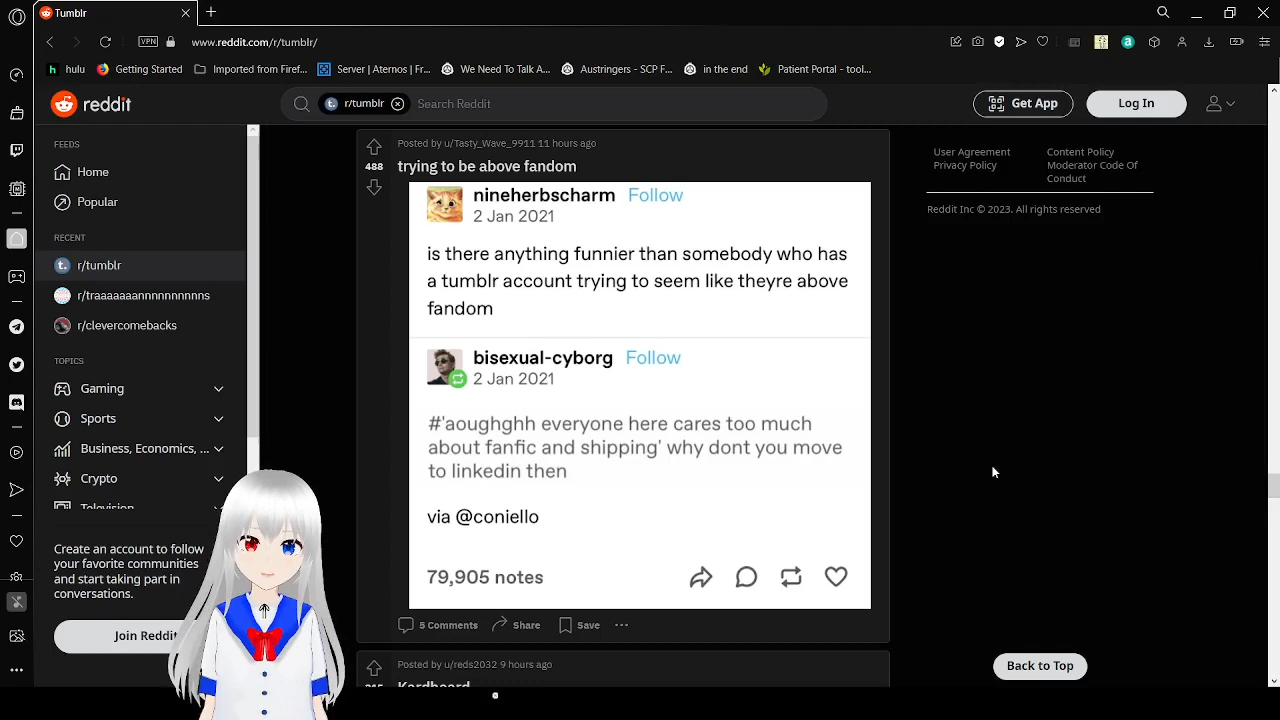 Tumblr
VPN
www.reddit.com/r/tumblr/
a
h hulu
Getting Started
Imported from Firef...
Server | Aternos | Fr...
We Need To Talk A...
Austringers - SCP F...
in the end
Patient Portal - tool...
reddit
r/tumblr
Search Reddit
Get App
Log In
FEEDS
Home
Popular
RECENT
r/tumblr
r/traaaaaaannnnnnnnns
r/clevercomebacks
TOPICS
Gaming
Sports
Business, Economics, ...
Crypto
Television
Create an account to follow
your favorite communities
and start taking part in
conversations.
Join Reddit
Posted by u/Tasty_Wave_9911 11 hours ago
488
trying to be above fandom
nineherbscharm Follow
2 Jan 2021
is there anything funnier than somebody who has
a tumblr account trying to seem like theyre above
fandom
bisexual-cyborg Follow
2 Jan 2021
#'aoughghh everyone here cares too much
about fanfic and shipping' why dont you move
to linkedin then
via @coniello
79,905 notes
5 Comments
Share
Save
Posted by u/reds2032 9 hours ago
Kardboard
User Agreement
Privacy Policy
Content Policy
Moderator Code Of
Conduct
Reddit Inc © 2023. All rights reserved
Back to Top